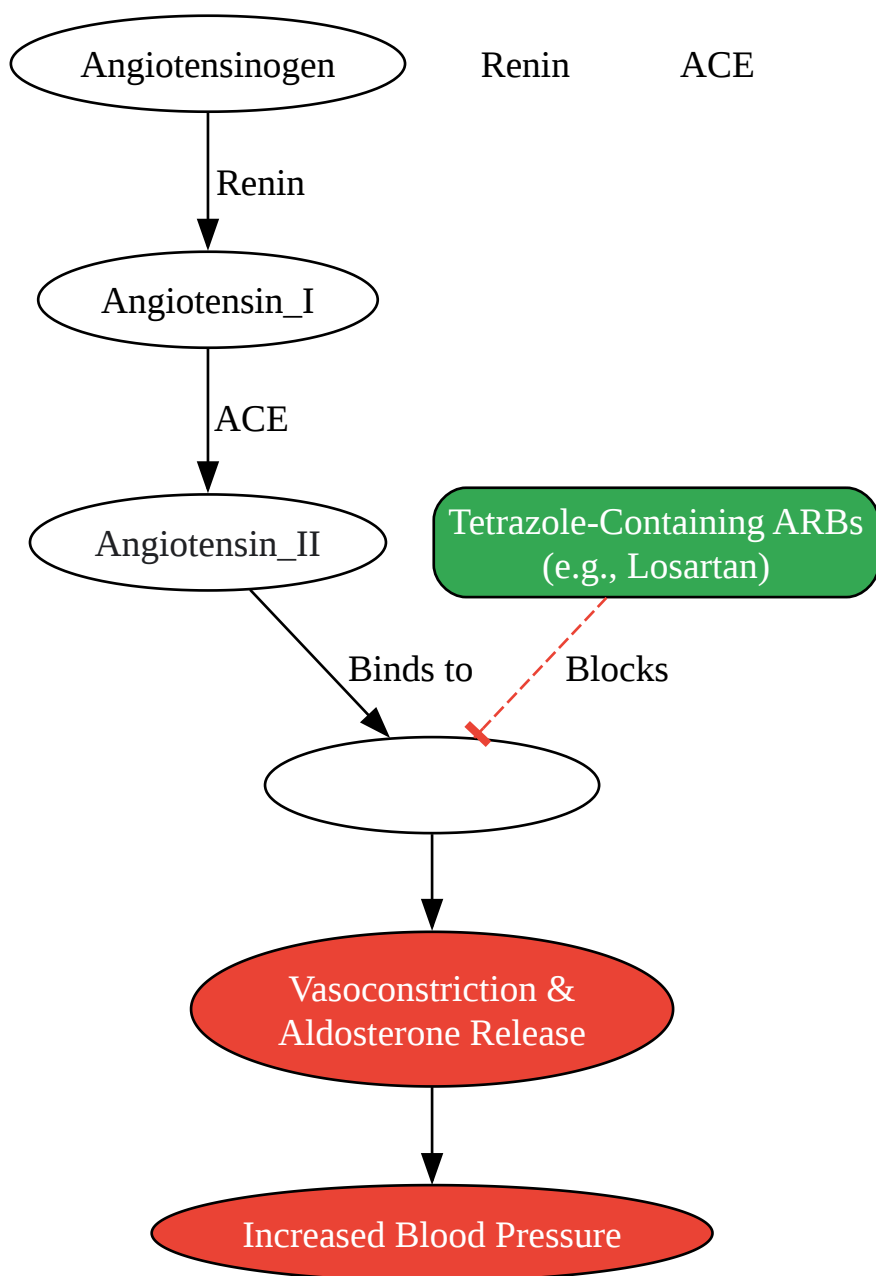 Angiotensinogen
Renin
ACE
Renin
Angiotensin_I
ACE
Angiotensin_II
Tetrazole-Containing ARBs
(e.g., Losartan)
Binds to
Blocks
Vasoconstriction &
Aldosterone Release
Increased Blood Pressure